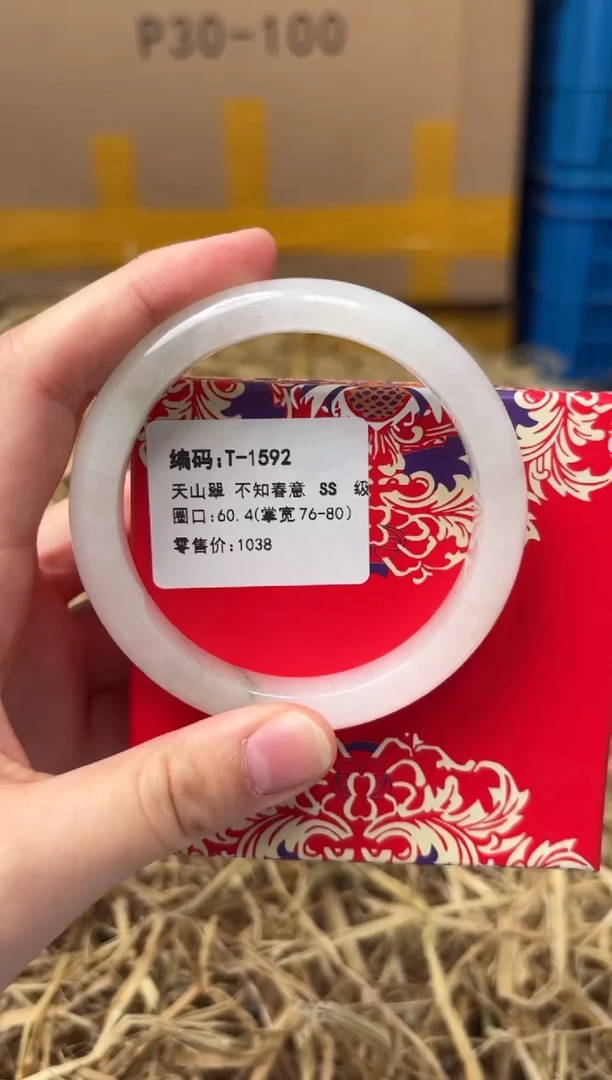 P30-100
编码:T-1592
天山翠 不知春意 SS 级
圈口:60.4(掌宽76-80)
零售价:1038